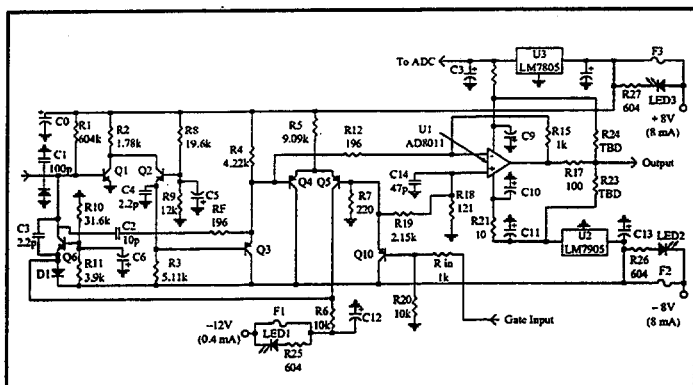 To ADC
C3
U3
LM7805
F3
R27
604
LED3
+ 8V
(8 mA)
C0
R1
604k
R2
1.78k
R8
19.6k
R4
4.22k
R5
9.09k
R12
196
U1
AD8011
C9
R15
1k
R24
TBD
Output
R17
100
R23
TBD
C1
100p
Q1
Q2
C4
2.2p
R9
12k
C5
Q4
Q5
R7
220
C14
47p
R18
121
C10
R19
2.15k
R21
10
C11
U2
LM7905
C13
LED2
R26
604
F2
− 8V
(8 mA)
R10
31.6k
C3
2.2p
C2
10p
RF
196
Q6
C6
Q3
Q10
D1
R11
3.9k
R3
5.11k
R in
1k
R20
10k
Gate Input
R6
10k
C12
−12V
(0.4 mA)
F1
LED1
R25
604